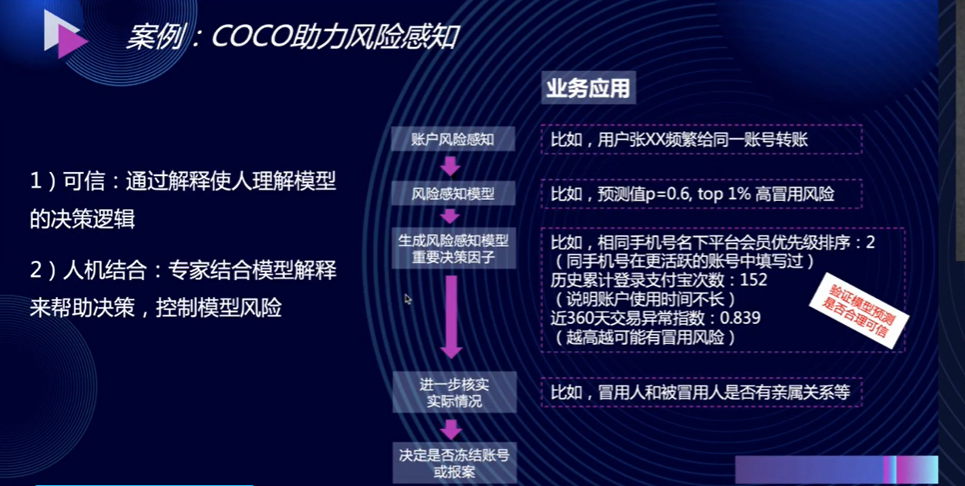 案例：COCO助力风险感知
业务应用
1）可信：通过解释使人理解模型
的决策逻辑
2）人机结合：专家结合模型解释
来帮助决策，控制模型风险
账户风险感知
比如，用户张XX频繁给同一账号转账
风险感知模型
比如，预测值p=0.6, top 1% 高冒用风险
生成风险感知模型
重要决策因子
比如，相同手机号名下平台会员优先级排序：2
（同手机号在更活跃的账号中填写过）
历史累计登录支付宝次数：152
（说明账户使用时间不长）
近360天交易异常指数：0.839
（越高越可能有冒用风险）
验证模型预测
是否合理可信
进一步核实
实际情况
比如，冒用人和被冒用人是否有亲属关系等
决定是否冻结账号
或报案